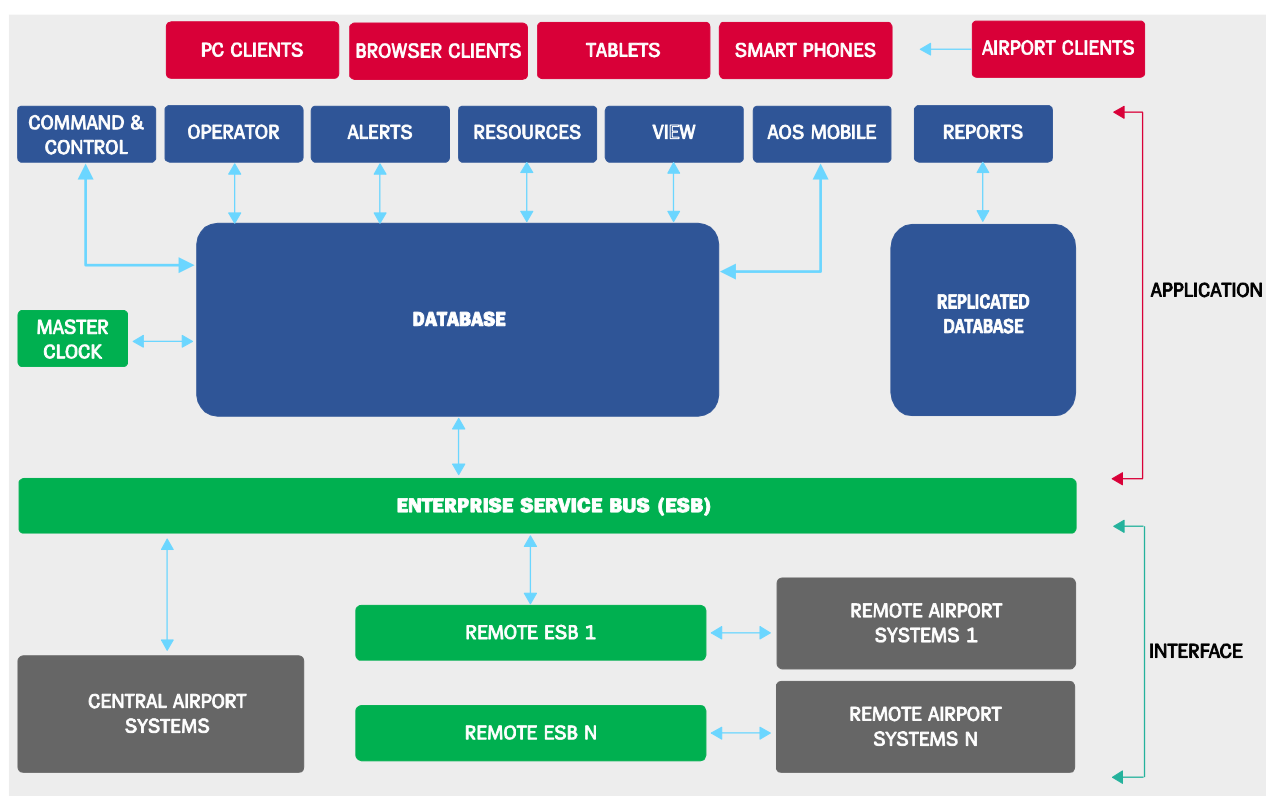 PC CLIENTS
BROWSER CLIENTS
TABLETS
SMART PHONES
AIRPORT CLIENTS
COMMAND &
CONTROL
OPERATOR
ALERTS
RESOURCES
VIEW
AOS MOBILE
REPORTS
DATABASE
REPLICATED
DATABASE
APPLICATION
MASTER
CLOCK
ENTERPRISE SERVICE BUS (ESB)
REMOTE ESB 1
REMOTE AIRPORT
SYSTEMS 1
INTERFACE
CENTRAL AIRPORT
SYSTEMS
REMOTE ESB N
REMOTE AIRPORT
SYSTEMS N